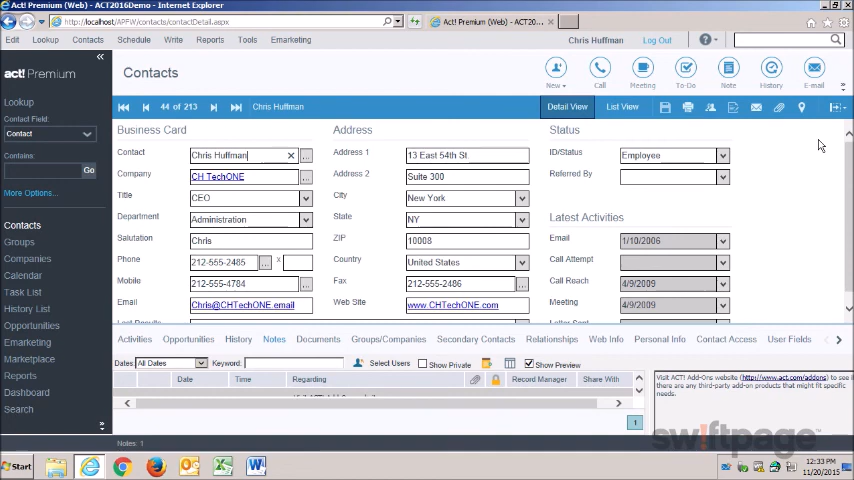 Act! Premium (Web) - ACT2016Demo - Internet Explorer
http://localhost/APFW/contacts/contactDetail.aspx
Act! Premium (Web) - ACT20...
Edit Lookup Contacts Schedule Write Reports Tools Emarketing
Chris Huffman Log Out
act! Premium
Contacts
New Call Meeting To-Do Note History E-mail
44 of 213 Chris Huffman Detail View List View
Lookup
Contact Field:
Contact
Contains:
Go
More Options...
Contacts
Groups
Companies
Calendar
Task List
History List
Opportunities
Emarketing
Marketplace
Reports
Dashboard
Search
Business Card Address Status
Contact Chris Huffman Address 1 13 East 54th St. ID/Status Employee
Company CH TechONE Address 2 Suite 300 Referred By
Title CEO City New York
Department Administration State NY Latest Activities
Salutation Chris ZIP 10008 Email 1/10/2006
Phone 212-555-2485 x Country United States Call Attempt
Mobile 212-555-4784 Fax 212-555-2486 Call Reach 4/9/2009
Email Chris@CHTechONE.email Web Site www.CHTechONE.com Meeting 4/9/2009
Last Results Letter Sent
Activities Opportunities History Notes Documents Groups/Companies Secondary Contacts Relationships Web Info Personal Info Contact Access User Fields
Dates: All Dates Keyword: Select Users Show Private Show Preview
Date Time Regarding Record Manager Share With
Visit ACT! Add-Ons website (http://www.act.com/addons) to see
there are any third-party add-on products that might fit specific
needs.
1
Notes: 1
swiftpage
Start
12:33 PM
11/20/2015